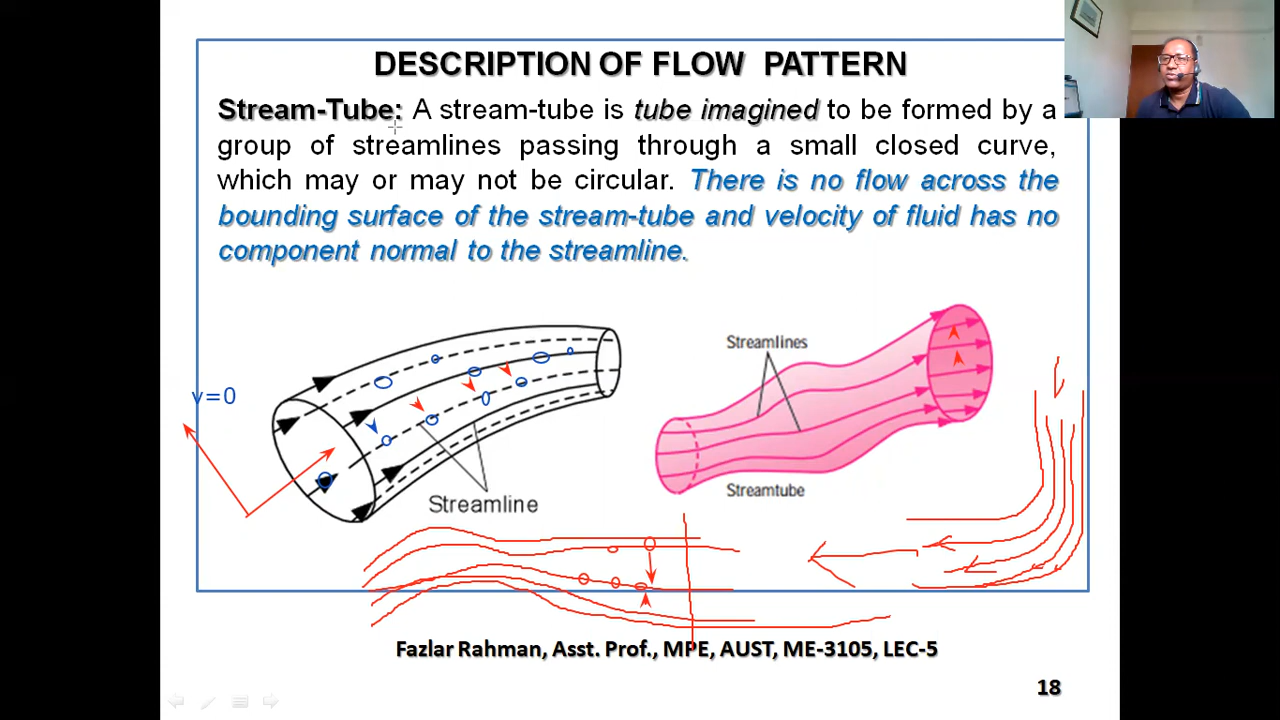 DESCRIPTION OF FLOW PATTERN
Stream-Tube: A stream-tube is tube imagined to be formed by a
group of streamlines passing through a small closed curve,
which may or may not be circular. There is no flow across the
bounding surface of the stream-tube and velocity of fluid has no
component normal to the streamline.
Streamlines
v=0
Streamtube
Streamline
Fazlar Rahman, Asst. Prof., MPE, AUST, ME-3105, LEC-5
18